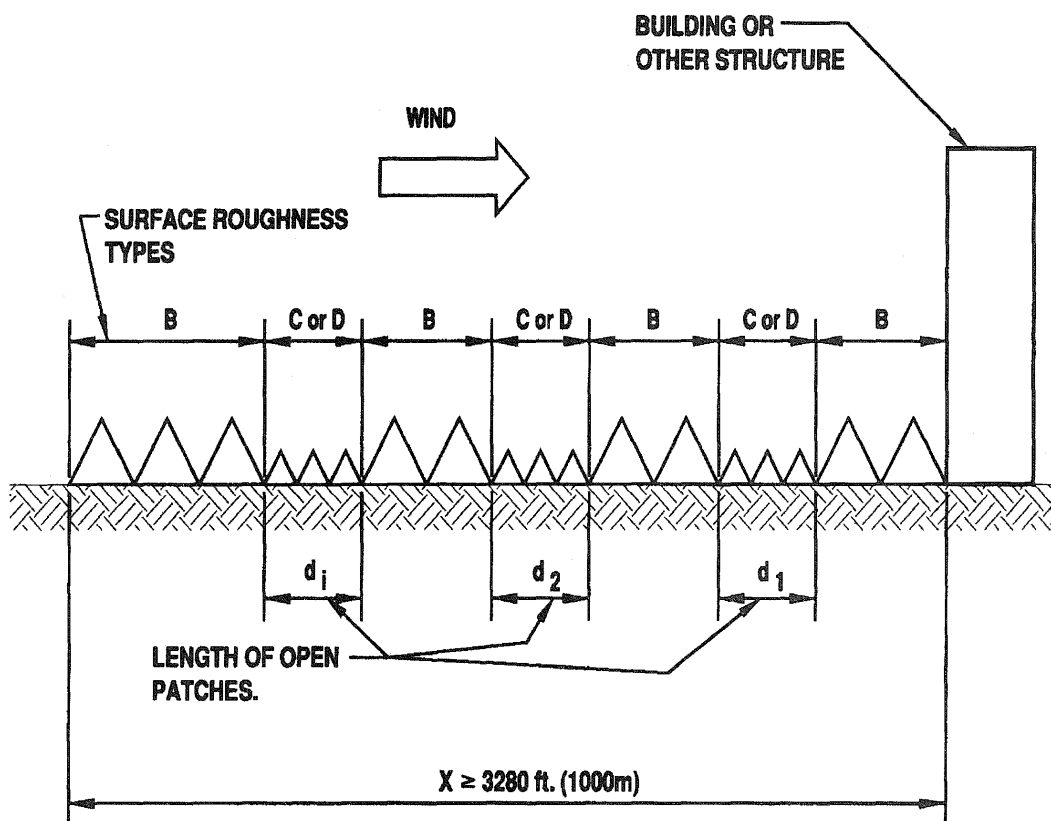 BUILDING OR
OTHER STRUCTURE
WIND
SURFACE ROUGHNESS
TYPES
B
C or D
B
C or D
B
C or D
B
d i
d 2
d 1
LENGTH OF OPEN
PATCHES.
X ≥ 3280 ft. (1000m)